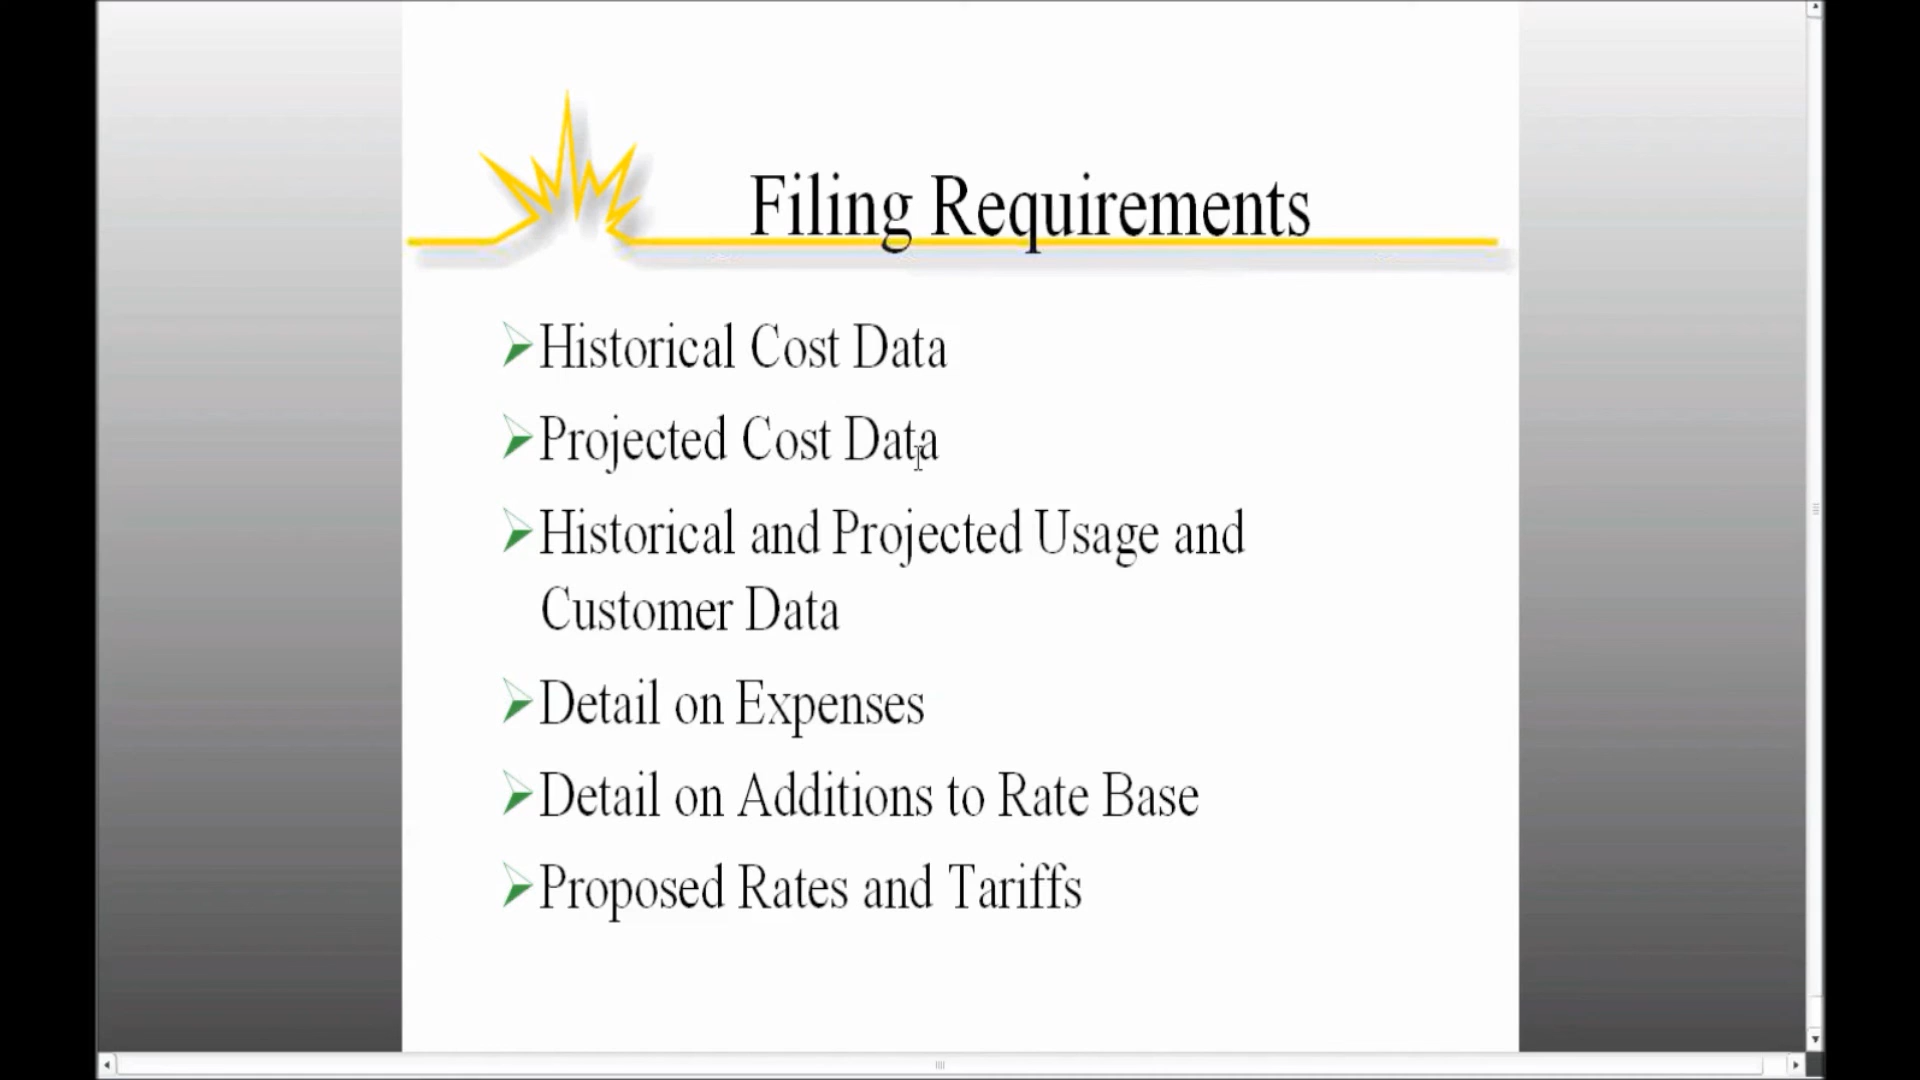 Filing Requirements
Historical Cost Data
Projected Cost Data
Historical and Projected Usage and
Customer Data
Detail on Expenses
Detail on Additions to Rate Base
Proposed Rates and Tariffs